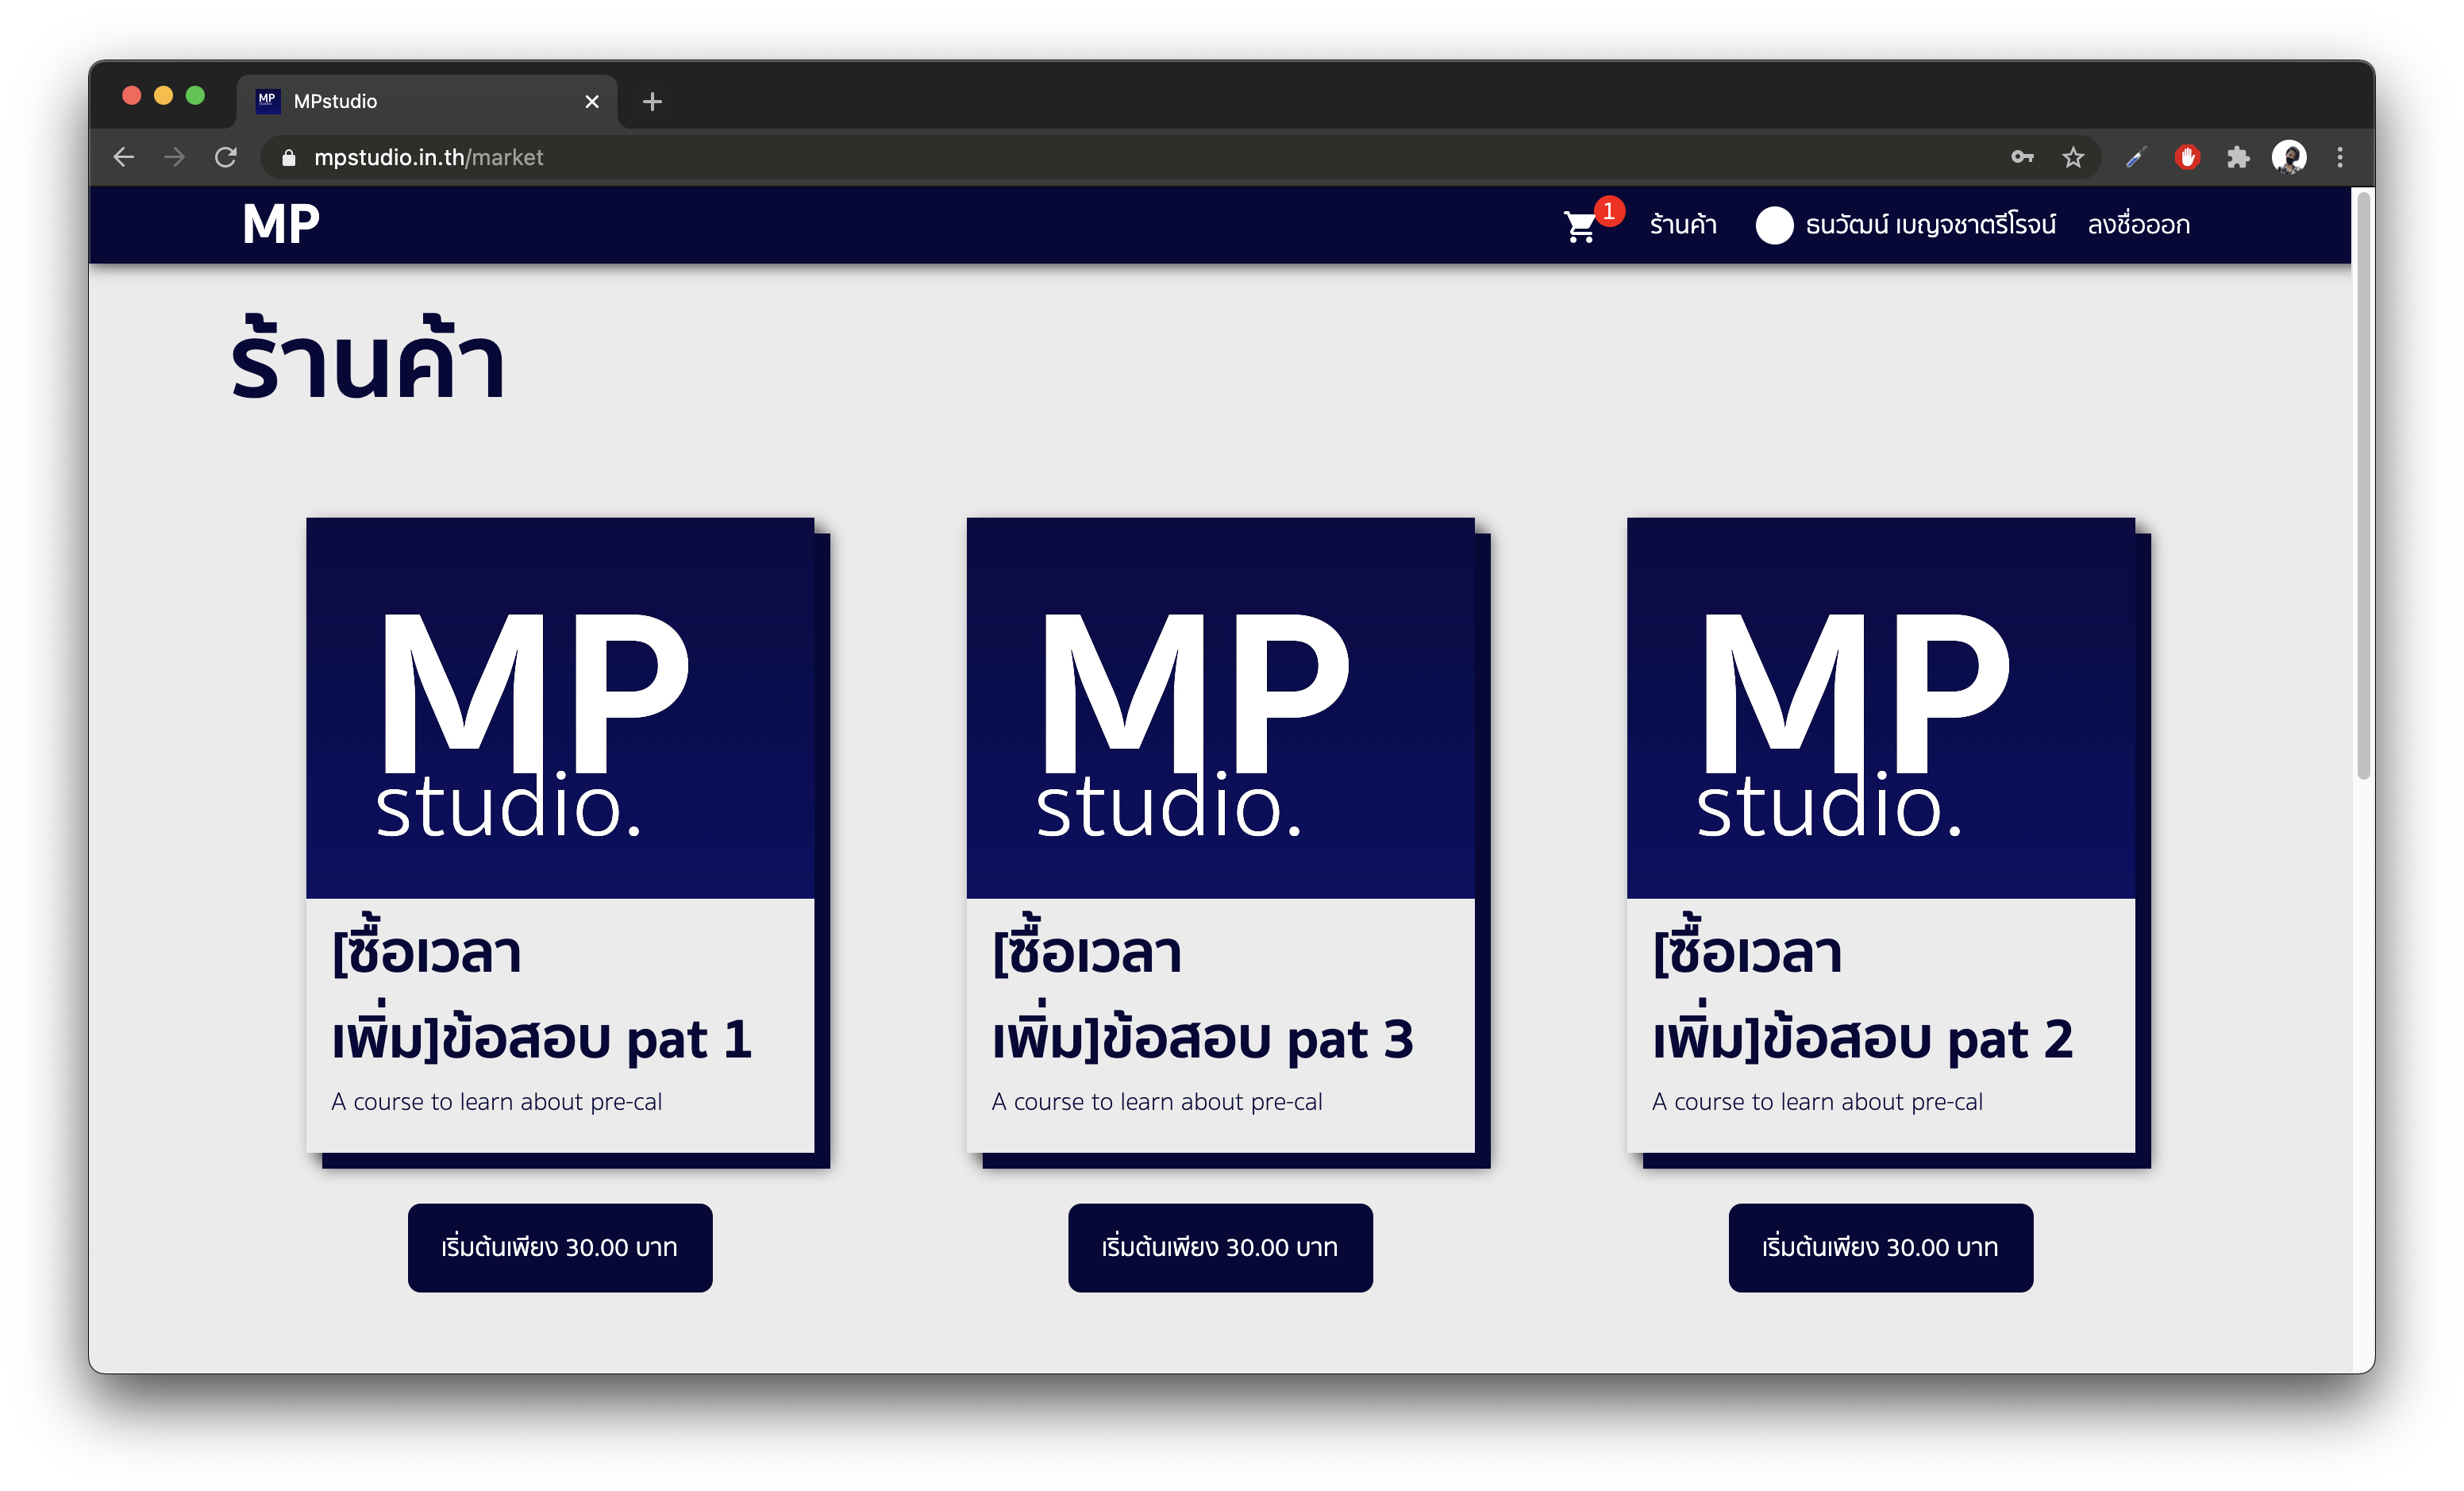 MP
MPstudio
mpstudio.in.th/market
MP
1
ร้านค้า
ธนวัฒน์ เบญจชาตรีโรจน์
ลงชื่อออก
ร้านค้า
MP
studio.
[ซื้อเวลา
เพิ่ม]ข้อสอบ pat 1
A course to learn about pre-cal
เริ่มต้นเพียง 30.00 บาท
MP
studio.
[ซื้อเวลา
เพิ่ม]ข้อสอบ pat 3
A course to learn about pre-cal
เริ่มต้นเพียง 30.00 บาท
MP
studio.
[ซื้อเวลา
เพิ่ม]ข้อสอบ pat 2
A course to learn about pre-cal
เริ่มต้นเพียง 30.00 บาท